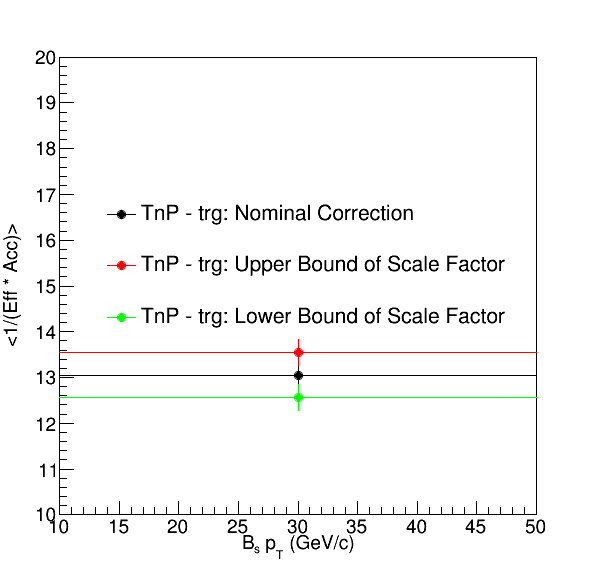 20
19
18
17
16
15
14
13
12
11
10
<1/(Eff * Acc)>
TnP - trg: Nominal Correction
TnP - trg: Upper Bound of Scale Factor
TnP - trg: Lower Bound of Scale Factor
10 15 20 25 30 35 40 45 50
Bs pT (GeV/c)